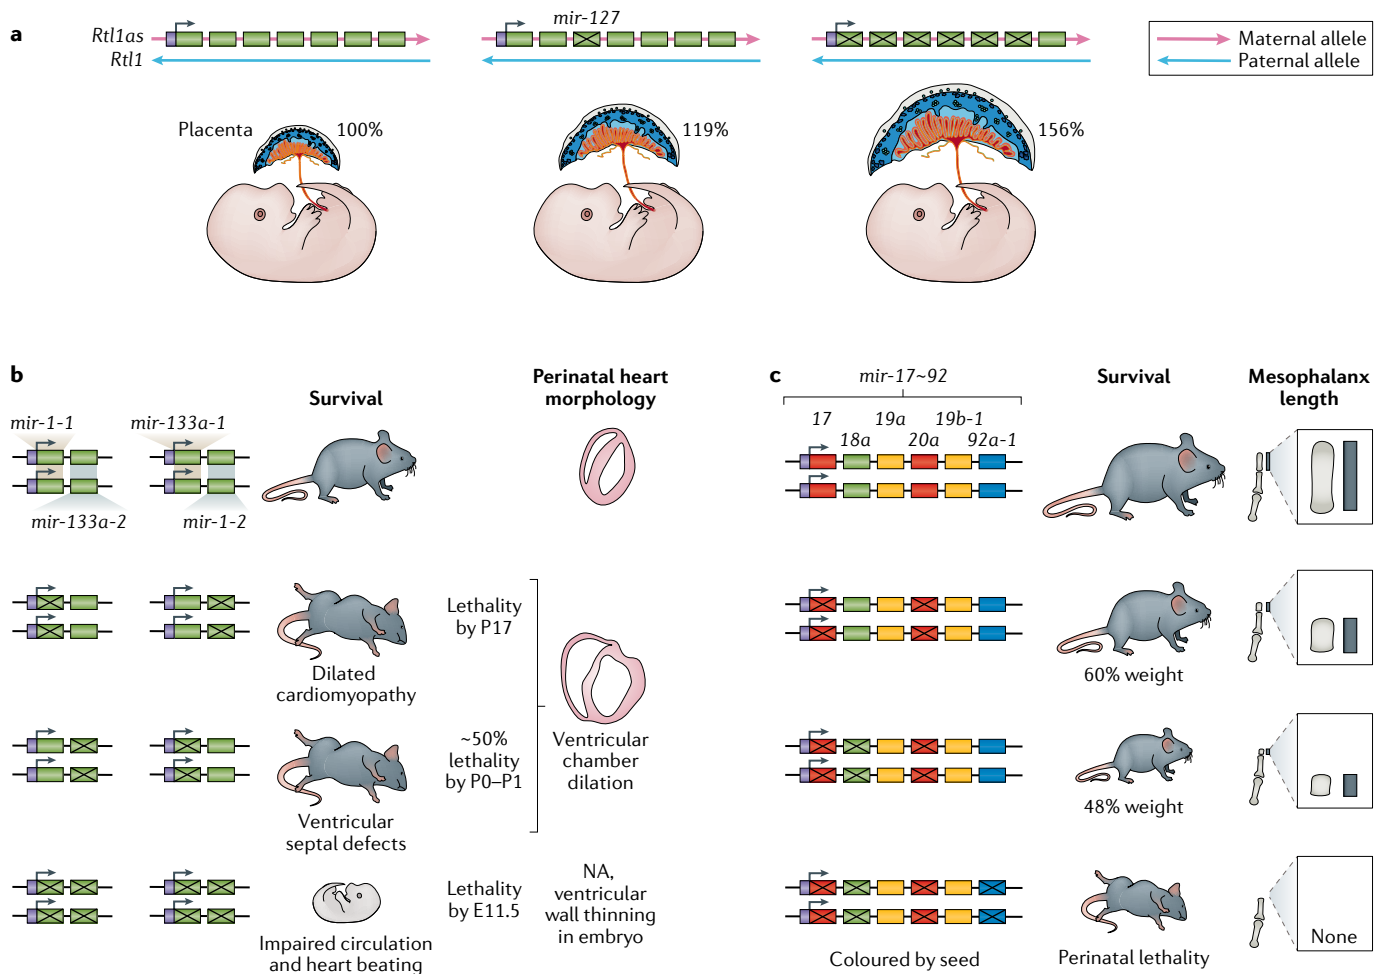 a
mir-127
Rtl1as
Rtl1
Maternal allele
Paternal allele
Placenta
100%
119%
156%
b
Survival
Perinatal heart
morphology
mir-1-1
mir-133a-1
mir-133a-2
mir-1-2
Lethality
by P17
Dilated
cardiomyopathy
~50%
lethality
by P0–P1
Ventricular
chamber
dilation
Ventricular
septal defects
Lethality
by E11.5
NA,
ventricular
wall thinning
in embryo
Impaired circulation
and heart beating
c
mir-17~92
Survival
Mesophalanx
length
17
19a
19b-1
18a
20a
92a-1
60% weight
48% weight
None
Coloured by seed
Perinatal lethality